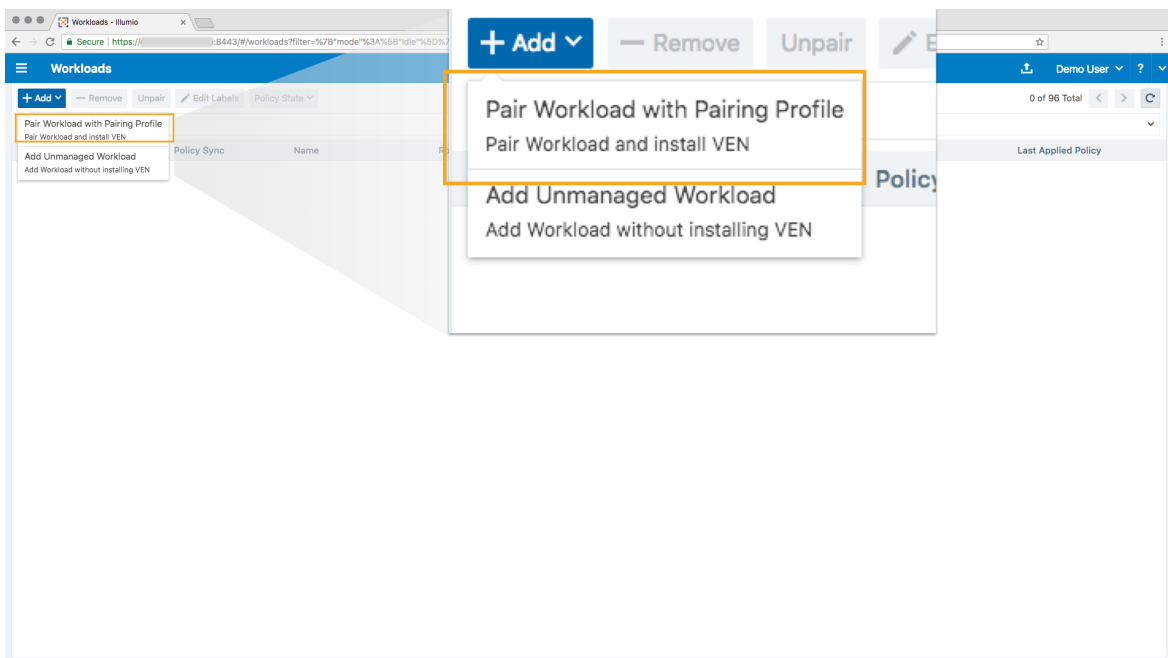 Workloads - Illumio
Secure | https:// :8443/#/workloads?filter=%7B"mode"%3A%5B"idle"%5D%7
Workloads
Demo User ?
+ Add — Remove Unpair Edit Labels Policy State
0 of 96 Total
Pair Workload with Pairing Profile
Pair Workload and install VEN
Add Unmanaged Workload
Add Workload without installing VEN
Policy Sync Name Ro Last Applied Policy
+ Add — Remove Unpair E
Pair Workload with Pairing Profile
Pair Workload and install VEN
Policy
Add Unmanaged Workload
Add Workload without installing VEN